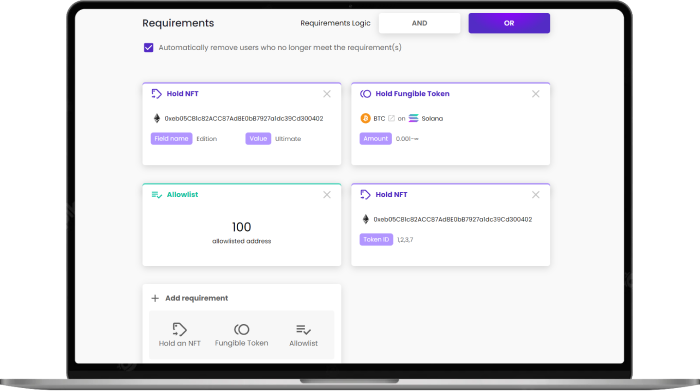 Requirements
Requirements Logic
AND
OR
Automatically remove users who no longer meet the requirement(s)
Hold NFT
0xeb05CB1c82ACC87AdBE0bB7927a1dc39Cd300402
Field name Edition Value Ultimate
Hold Fungible Token
BTC on Solana
Amount 0.001-∞
Allowlist
100
allowlisted address
Hold NFT
0xeb05CB1c82ACC87AdBE0bB7927a1dc39Cd300402
Token ID 1,2,3,7
Add requirement
Hold an NFT
Fungible Token
Allowlist